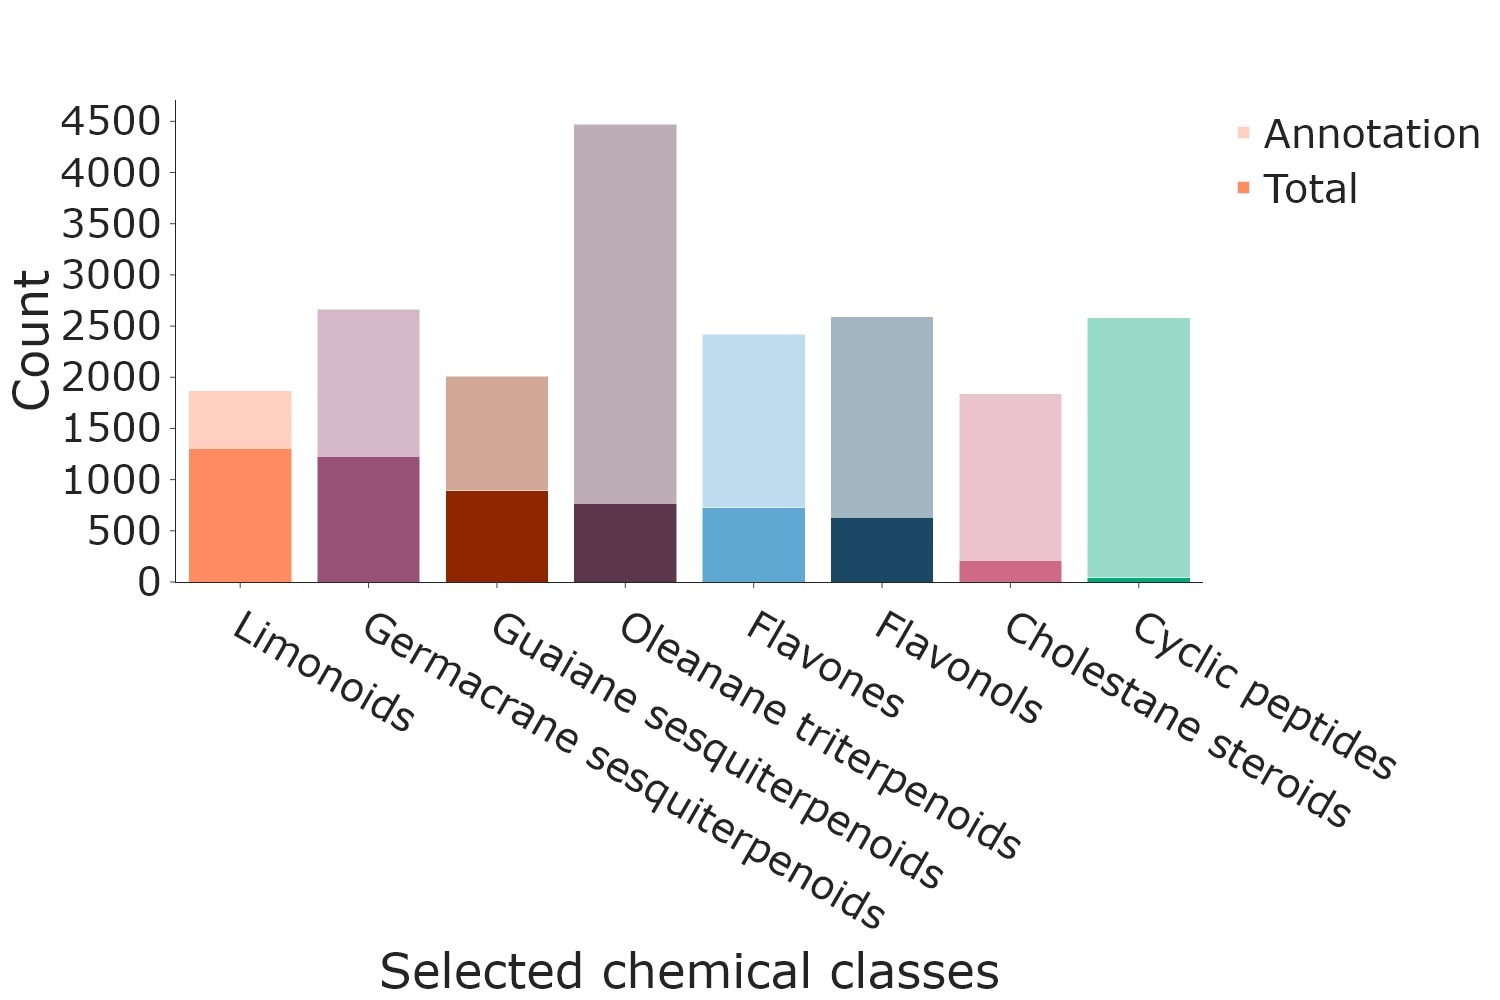 4500
4000
3500
3000
2500
2000
1500
1000
500
0
Count
Annotation
Total
Limonoids
Germacrane sesquiterpenoids
Guaiane sesquiterpenoids
Oleanane triterpenoids
Flavones
Flavonols
Cholestane steroids
Cyclic peptides
Selected chemical classes